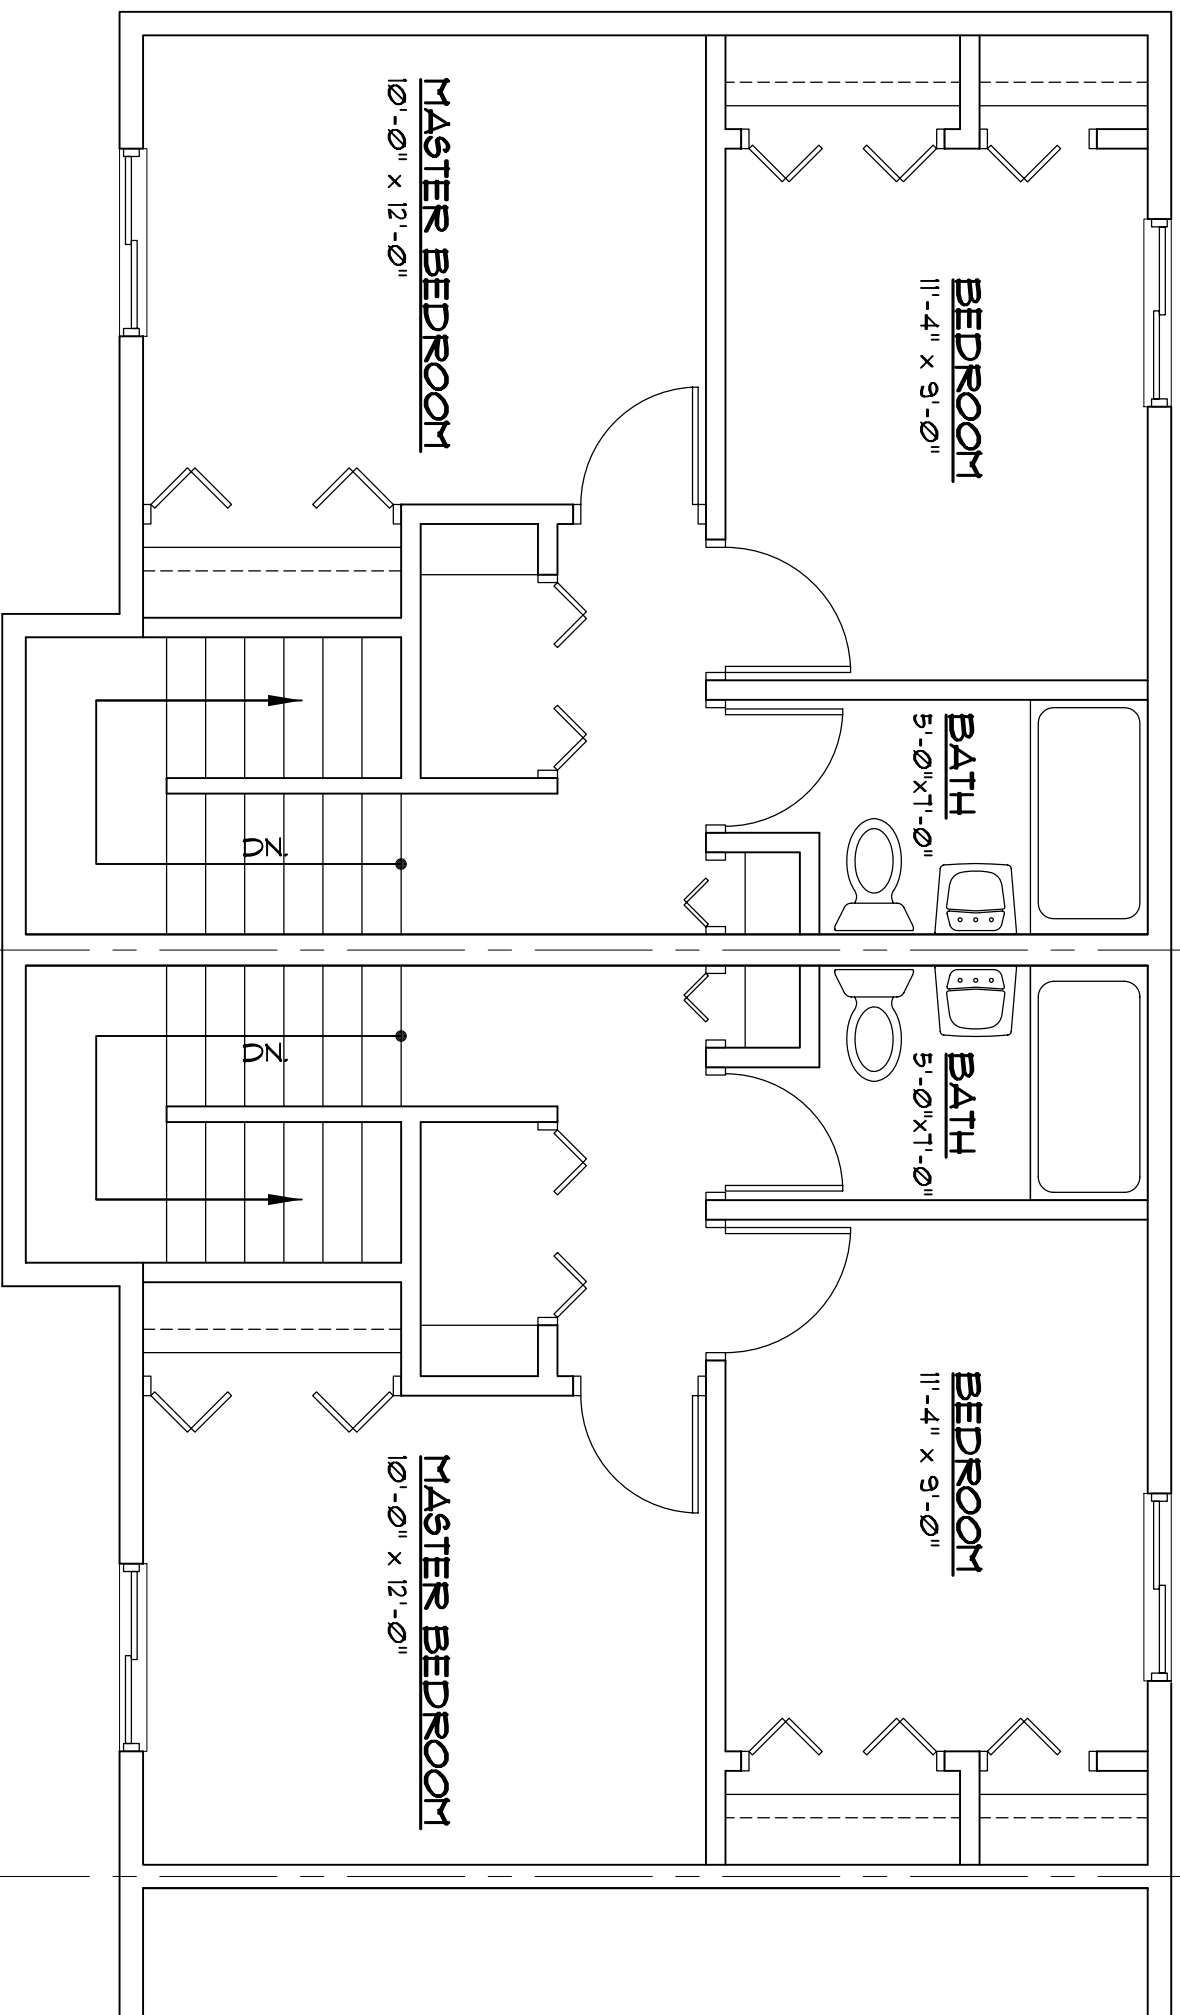 BEDROOM
11'-4" x 9'-0"
BATH
5'-0"x7'-0"
BATH
5'-0"x7'-0"
BEDROOM
11'-4" x 9'-0"
MASTER BEDROOM
10'-0" x 12'-0"
MASTER BEDROOM
10'-0" x 12'-0"
DN.
DN.